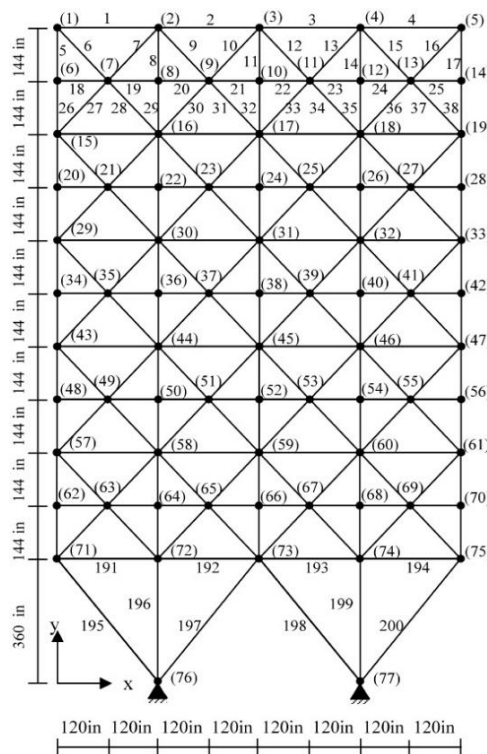 (1) 1 (2) 2 (3) 3 (4) 4 (5)
144 in 5 6 7 8 9 10 11 12 13 14 15 16 17
(6) (7) (8) (9) (10) (11) (12) (13) (14
18 19 20 21 22 23 24 25
144 in 26 27 28 29 30 31 32 33 34 35 36 37 38
(15) (16) (17) (18) (19
144 in
(20) (21) (22) (23) (24) (25) (26) (27) (28
144 in
(29) (30) (31) (32) (33
144 in
(34) (35) (36) (37) (38) (39) (40) (41) (42
144 in
(43) (44) (45) (46) (47
144 in
(48) (49) (50) (51) (52) (53) (54) (55) (56
144 in
(57) (58) (59) (60) (61)
144 in
(62) (63) (64) (65) (66) (67) (68) (69) (70
144 in
(71) (72) (73) (74) (75
191 192 193 194
360 in 196 199
195 197 198 200
y
x (76) (77)
120in 120in 120in 120in 120in 120in 120in 120in